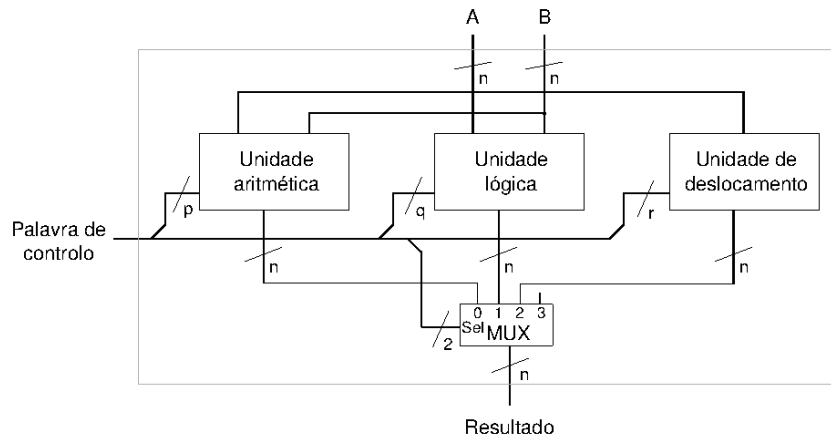 A B
n n
Unidade
aritmética
Unidade
lógica
Unidade de
deslocamento
p q r
Palavra de
controlo
n n n
0 1 2 3
Sel MUX
2
n
Resultado